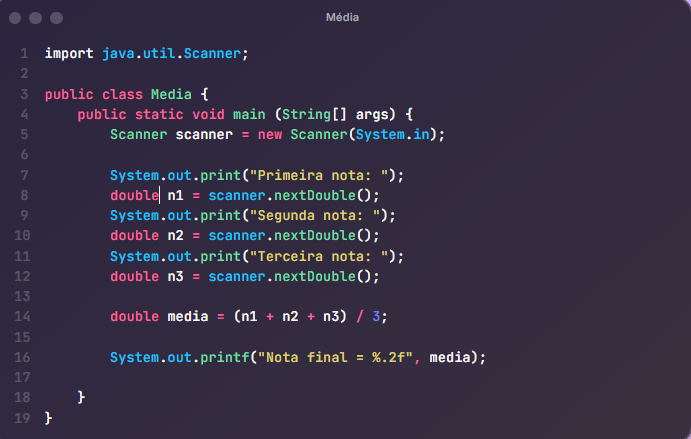 Média
1 import java.util.Scanner;
2
3 public class Media {
4     public static void main (String[] args) {
5         Scanner scanner = new Scanner(System.in);
6
7         System.out.print("Primeira nota: ");
8         double n1 = scanner.nextDouble();
9         System.out.print("Segunda nota: ");
10         double n2 = scanner.nextDouble();
11         System.out.print("Terceira nota: ");
12         double n3 = scanner.nextDouble();
13
14         double media = (n1 + n2 + n3) / 3;
15
16         System.out.printf("Nota final = %.2f", media);
17
18     }
19 }